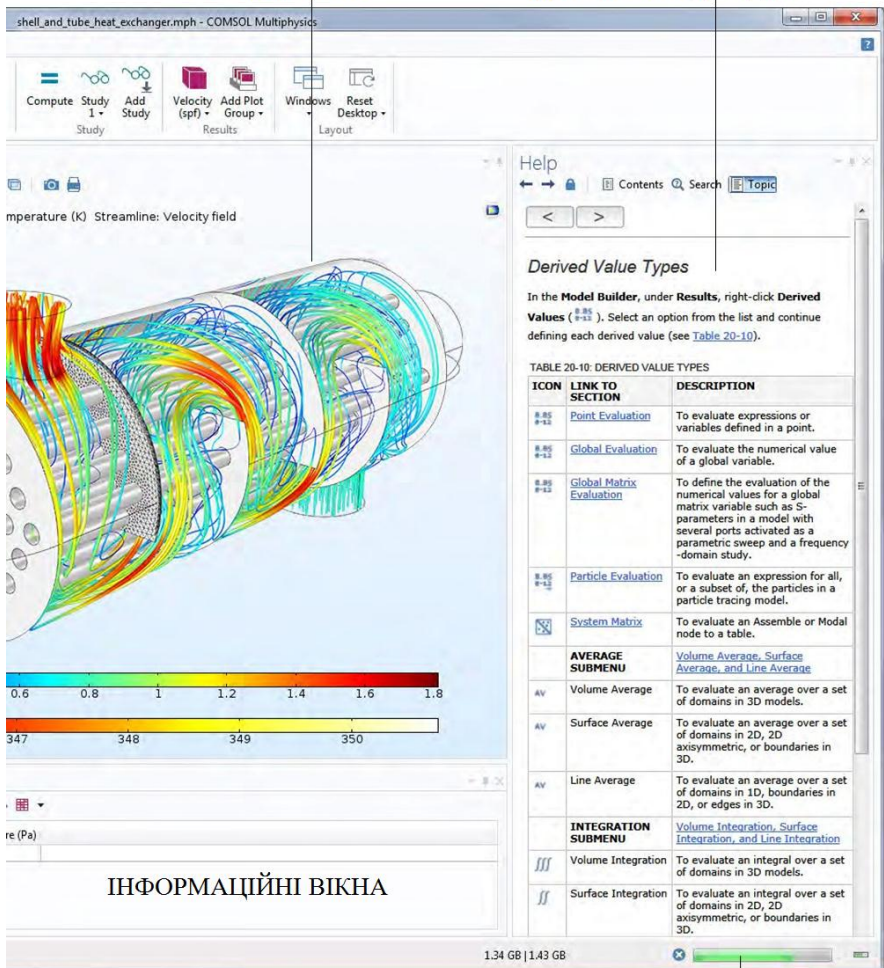 shell_and_tube_heat_exchanger.mph - COMSOL Multiphysics
Compute Study 1 Add Study Velocity (spf) Add Plot Group Windows Reset Desktop
Study Results Layout
Help
Contents Search Topic
mperature (K) Streamline: Velocity field
< >
Derived Value Types
In the Model Builder, under Results, right-click Derived
Values (8.85 e-12). Select an option from the list and continue
defining each derived value (see Table 20-10).
TABLE 20-10: DERIVED VALUE TYPES
ICON LINK TO SECTION DESCRIPTION
Point Evaluation To evaluate expressions or
variables defined in a point.
Global Evaluation To evaluate the numerical value
of a global variable.
Global Matrix Evaluation To define the evaluation of the
numerical values for a global
matrix variable such as S-
parameters in a model with
several ports activated as a
parametric sweep and a frequency
-domain study.
Particle Evaluation To evaluate an expression for all,
or a subset of, the particles in a
particle tracing model.
System Matrix To evaluate an Assemble or Modal
node to a table.
AVERAGE SUBMENU Volume Average, Surface
Average, and Line Average
AV Volume Average To evaluate an average over a set
of domains in 3D models.
AV Surface Average To evaluate an average over a set
of domains in 2D, 2D
axisymmetric, or boundaries in
3D.
AV Line Average To evaluate an average over a set
of domains in 1D, boundaries in
2D, or edges in 3D.
INTEGRATION SUBMENU Volume Integration, Surface
Integration, and Line Integration
∭ Volume Integration To evaluate an integral over a set
of domains in 3D models.
∬ Surface Integration To evaluate an integral over a set
of domains in 2D, 2D
axisymmetric, or boundaries in
3D.
0.6 0.8 1 1.2 1.4 1.6 1.8
347 348 349 350
re (Pa)
ІНФОРМАЦІЙНІ ВІКНА
1.34 GB | 1.43 GB